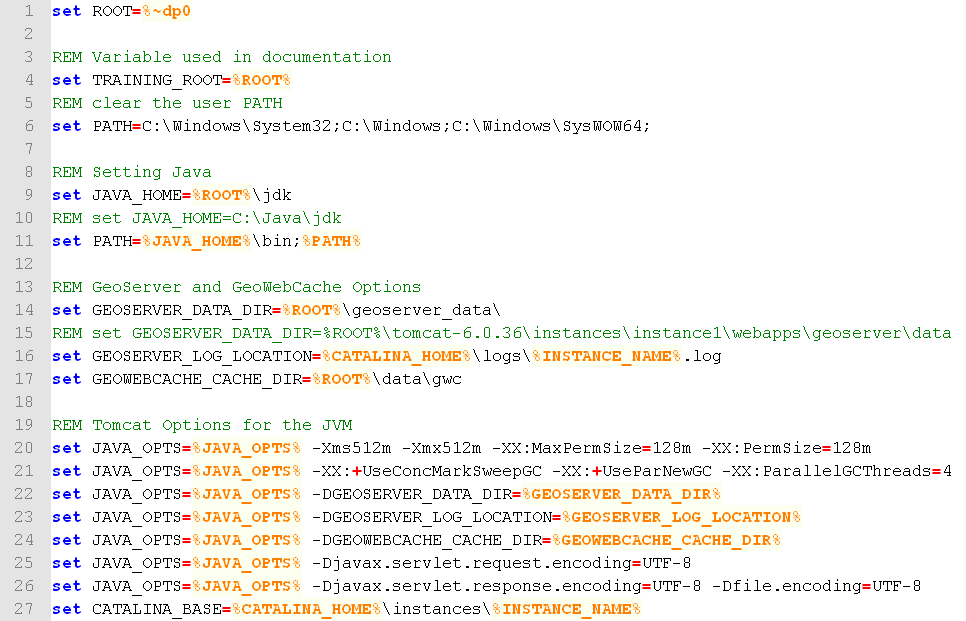 1 set ROOT=%~dp0
2
3 REM Variable used in documentation
4 set TRAINING_ROOT=%ROOT%
5 REM clear the user PATH
6 set PATH=C:\Windows\System32;C:\Windows;C:\Windows\SysWOW64;
7
8 REM Setting Java
9 set JAVA_HOME=%ROOT%\jdk
10 REM set JAVA_HOME=C:\Java\jdk
11 set PATH=%JAVA_HOME%\bin;%PATH%
12
13 REM GeoServer and GeoWebCache Options
14 set GEOSERVER_DATA_DIR=%ROOT%\geoserver_data\
15 REM set GEOSERVER_DATA_DIR=%ROOT%\tomcat-6.0.36\instances\instance1\webapps\geoserver\data
16 set GEOSERVER_LOG_LOCATION=%CATALINA_HOME%\logs\%INSTANCE_NAME%.log
17 set GEOWEBCACHE_CACHE_DIR=%ROOT%\data\gwc
18
19 REM Tomcat Options for the JVM
20 set JAVA_OPTS=%JAVA_OPTS% -Xms512m -Xmx512m -XX:MaxPermSize=128m -XX:PermSize=128m
21 set JAVA_OPTS=%JAVA_OPTS% -XX:+UseConcMarkSweepGC -XX:+UseParNewGC -XX:ParallelGCThreads=4
22 set JAVA_OPTS=%JAVA_OPTS% -DGEOSERVER_DATA_DIR=%GEOSERVER_DATA_DIR%
23 set JAVA_OPTS=%JAVA_OPTS% -DGEOSERVER_LOG_LOCATION=%GEOSERVER_LOG_LOCATION%
24 set JAVA_OPTS=%JAVA_OPTS% -DGEOWEBCACHE_CACHE_DIR=%GEOWEBCACHE_CACHE_DIR%
25 set JAVA_OPTS=%JAVA_OPTS% -Djavax.servlet.request.encoding=UTF-8
26 set JAVA_OPTS=%JAVA_OPTS% -Djavax.servlet.response.encoding=UTF-8 -Dfile.encoding=UTF-8
27 set CATALINA_BASE=%CATALINA_HOME%\instances\%INSTANCE_NAME%